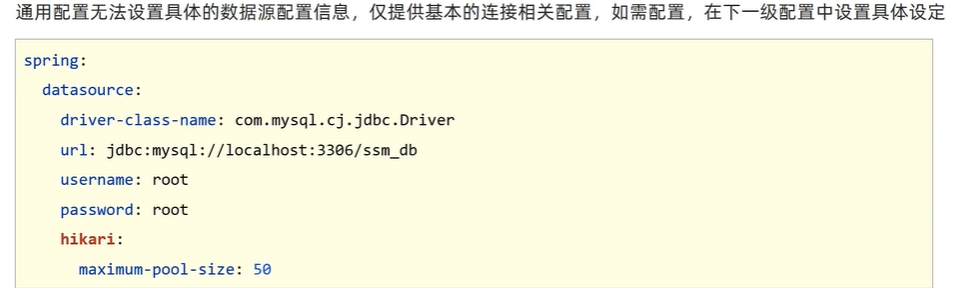 通用配置无法设置具体的数据源配置信息，仅提供基本的连接相关配置，如需配置，在下一级配置中设置具体设定
spring:
  datasource:
    driver-class-name: com.mysql.cj.jdbc.Driver
    url: jdbc:mysql://localhost:3306/ssm_db
    username: root
    password: root
    hikari:
      maximum-pool-size: 50